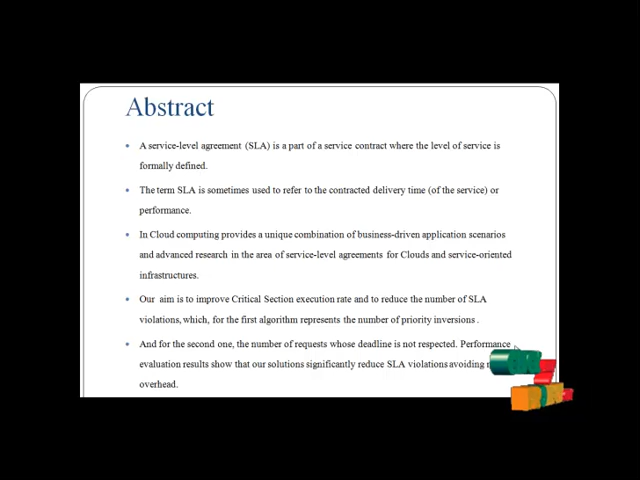 Abstract
• A service-level agreement (SLA) is a part of a service contract where the level of service is
formally defined.
• The term SLA is sometimes used to refer to the contracted delivery time (of the service) or
performance.
• In Cloud computing provides a unique combination of business-driven application scenarios
and advanced research in the area of service-level agreements for Clouds and service-oriented
infrastructures.
• Our aim is to improve Critical Section execution rate and to reduce the number of SLA
violations, which, for the first algorithm represents the number of priority inversions .
• And for the second one, the number of requests whose deadline is not respected. Performance
evaluation results show that our solutions significantly reduce SLA violations avoiding
overhead.